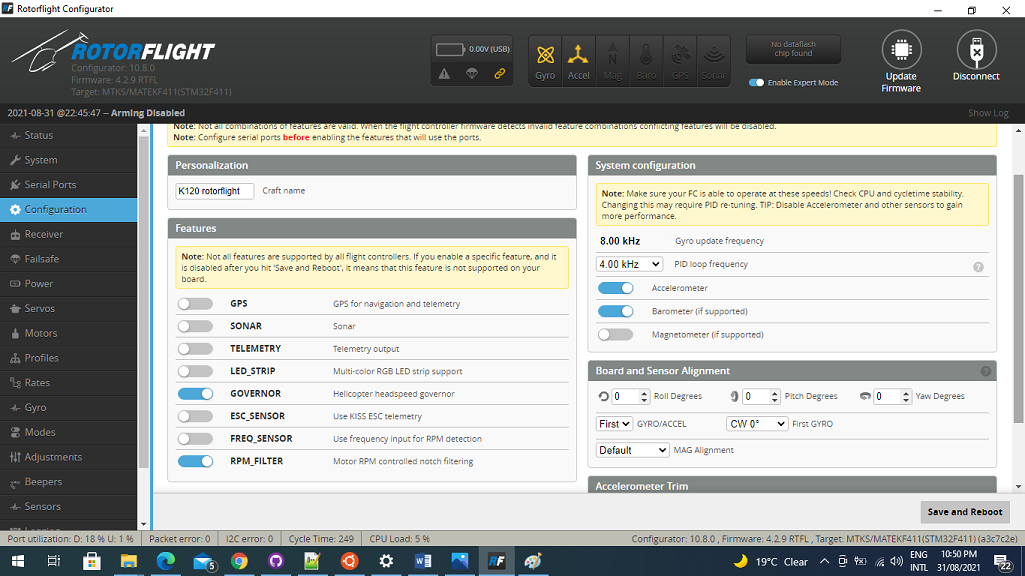 Rotorflight Configurator
ROTORFLIGHT
Configurator: 10.8.0
Firmware: 4.2.9 RTFL
Target: MTKS/MATEKF411(STM32F411)
0.00V (USB)
Gyro Accel Mag Baro GPS Sonar
No dataflash
chip found
Enable Expert Mode
Update
Firmware
Disconnect
2021-08-31 @22:45:47 -- Arming Disabled
Show Log
Status
System
Serial Ports
Configuration
Receiver
Failsafe
Power
Servos
Motors
Profiles
Rates
Gyro
Modes
Adjustments
Beepers
Sensors
Note: Not all combinations of features are valid. When the flight controller firmware detects invalid feature combinations conflicting features will be disabled.
Note: Configure serial ports before enabling the features that will use the ports.
Personalization
K120 rotorflight Craft name
Features
Note: Not all features are supported by all flight controllers. If you enable a specific feature, and it
is disabled after you hit 'Save and Reboot', it means that this feature is not supported on your
board.
GPS GPS for navigation and telemetry
SONAR Sonar
TELEMETRY Telemetry output
LED_STRIP Multi-color RGB LED strip support
GOVERNOR Helicopter headspeed governor
ESC_SENSOR Use KISS ESC telemetry
FREQ_SENSOR Use frequency input for RPM detection
RPM_FILTER Motor RPM controlled notch filtering
System configuration
Note: Make sure your FC is able to operate at these speeds! Check CPU and cycletime stability.
Changing this may require PID re-tuning. TIP: Disable Accelerometer and other sensors to gain
more performance.
8.00 kHz Gyro update frequency
4.00 kHz PID loop frequency ?
Accelerometer
Barometer (if supported)
Magnetometer (if supported)
Board and Sensor Alignment ?
0 Roll Degrees 0 Pitch Degrees 0 Yaw Degrees
First GYRO/ACCEL CW 0° First GYRO
Default MAG Alignment
Accelerometer Trim
Save and Reboot
Port utilization: D: 18 % U: 1 % Packet error: 0 I2C error: 0 Cycle Time: 249 CPU Load: 5 %
Configurator: 10.8.0 , Firmware: 4.2.9 RTFL , Target: MTKS/MATEKF411 (a3c7c2e)
5
RF
19°C Clear
ENG
INTL
10:50 PM
31/08/2021
22